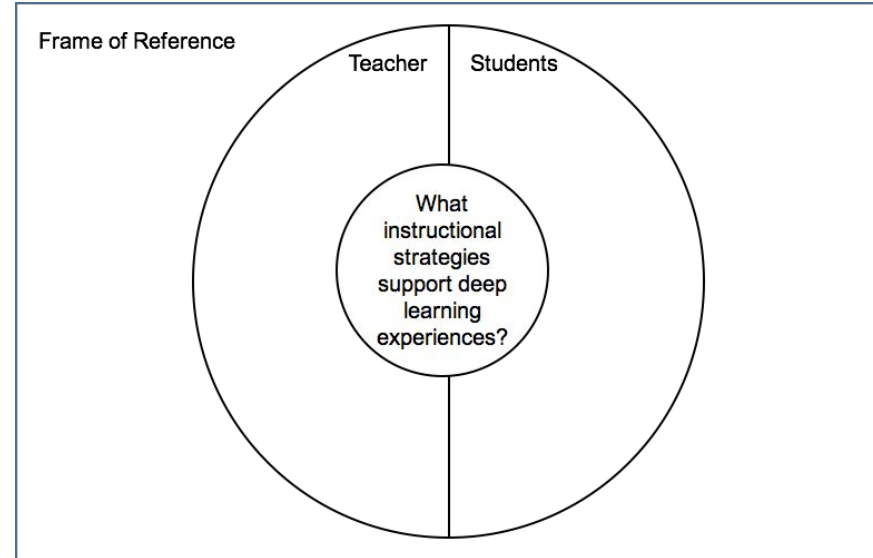 Frame of Reference
Teacher
Students
What
instructional
strategies
support deep
learning
experiences?